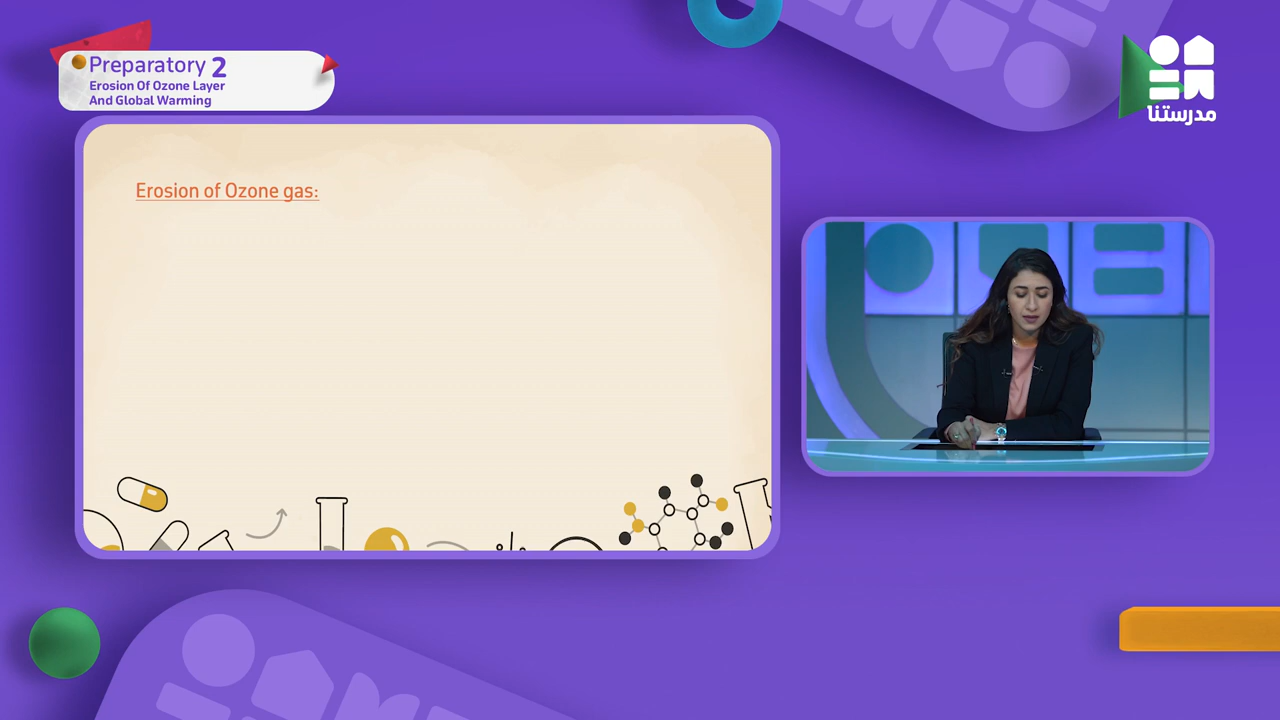 Preparatory 2
Erosion Of Ozone Layer
And Global Warming
مدرستنا
Erosion of Ozone gas: